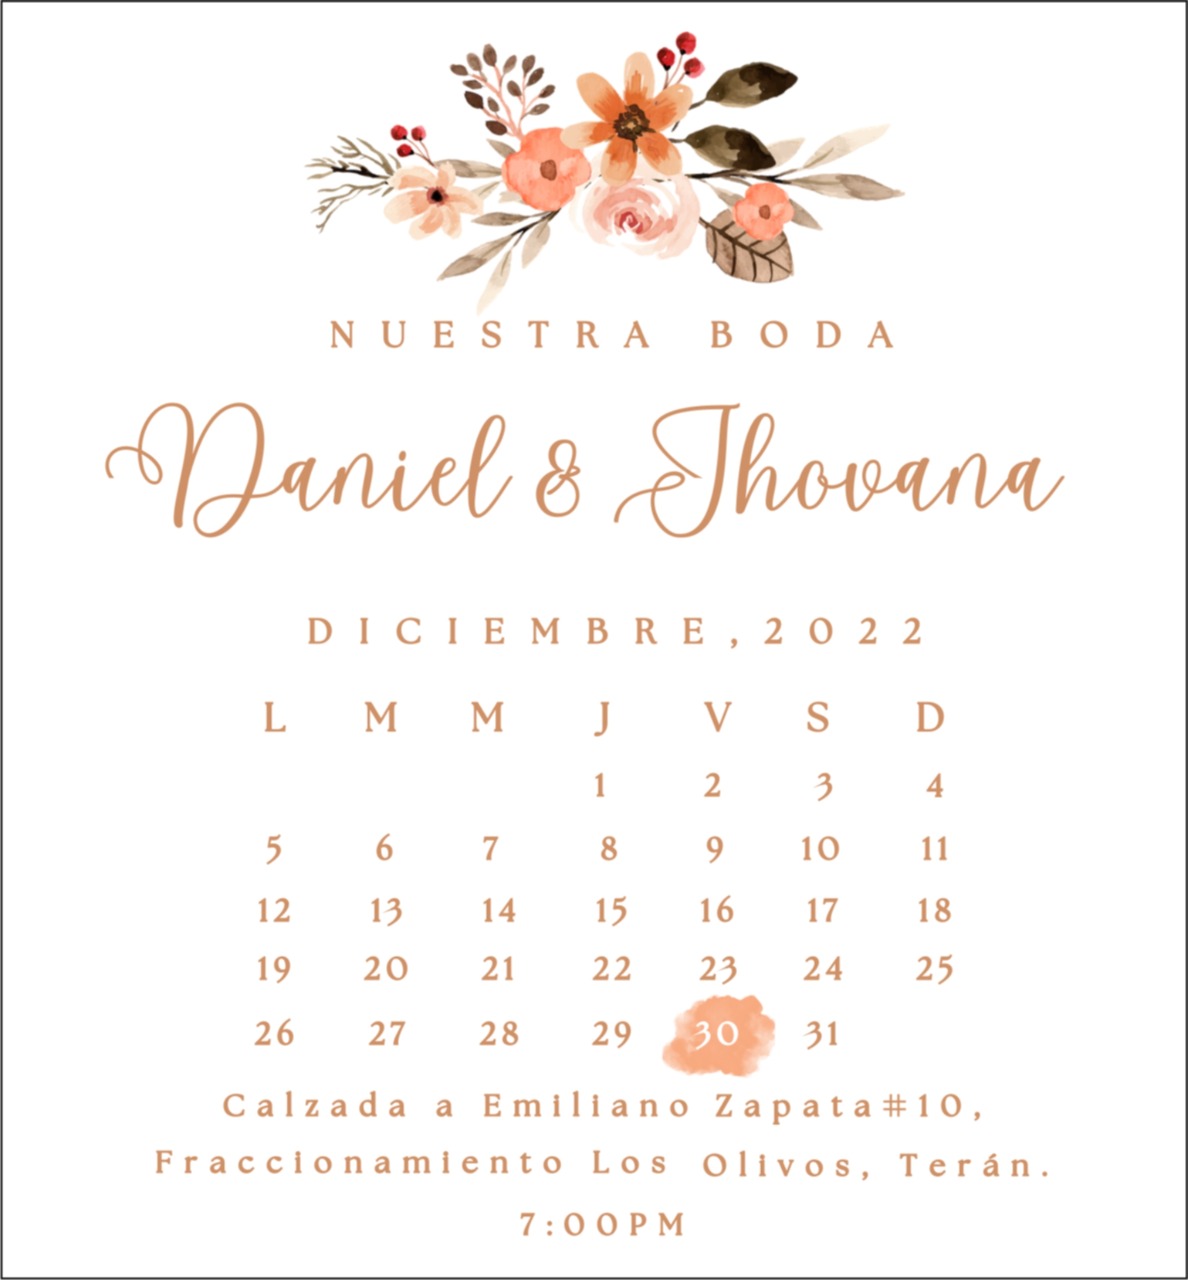 NUESTRA BODA
Daniel & Jhovana
DICIEMBRE,2022
L M M J V S D
1 2 3 4
5 6 7 8 9 10 11
12 13 14 15 16 17 18
19 20 21 22 23 24 25
26 27 28 29 30 31
Calzada a Emiliano Zapata#10,
Fraccionamiento Los Olivos, Terán.
7:00PM